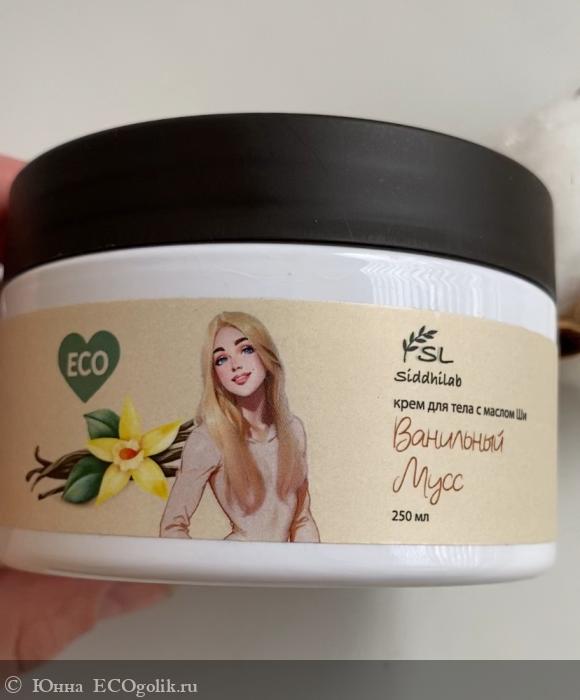 ECO
SL
Siddhilab
крем для тела с маслом Ши
Ванильный
Мусс
250 мл
© Юнна ECOgolik.ru